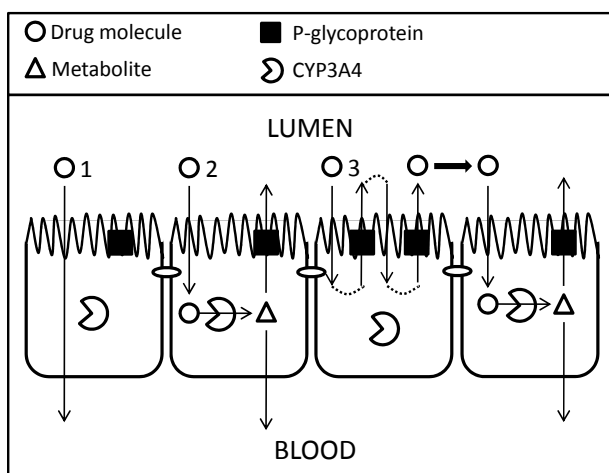 Drug molecule
P-glycoprotein
Metabolite
CYP3A4
LUMEN
1
2
3
BLOOD